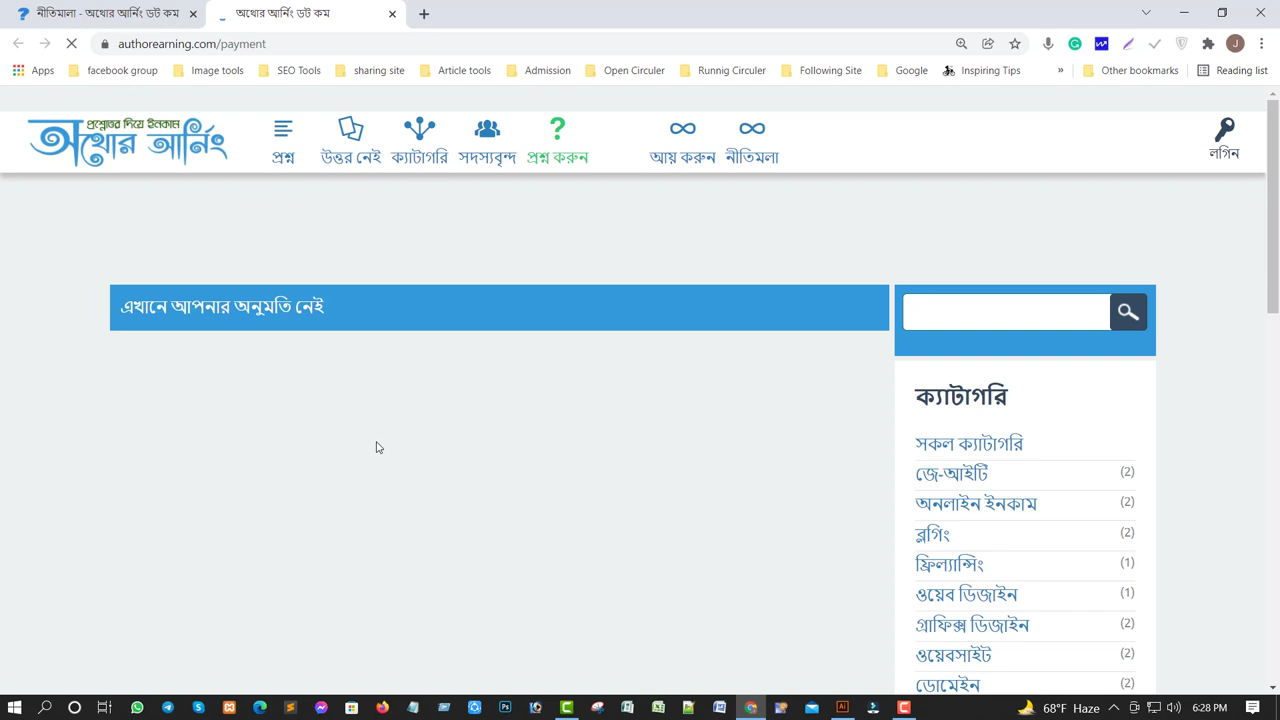 নীতিমালা - অথোর আর্নিং ডট কম
অথোর আর্নিং ডট কম
authorearning.com/payment
Apps
facebook group
Image tools
SEO Tools
sharing site
Article tools
Admission
Open Circuler
Runnig Circuler
Following Site
Google
Inspiring Tips
»
Other bookmarks
Reading list
প্রশ্নোত্তর দিয়ে ইনকাম
অথোর আর্নিং
প্রশ্ন
উত্তর নেই
ক্যাটাগরি
সদস্যবৃন্দ
প্রশ্ন করুন
আয় করুন
নীতিমলা
লগিন
এখানে আপনার অনুমতি নেই
ক্যাটাগরি
সকল ক্যাটাগরি
জে-আইটি (2)
অনলাইন ইনকাম (2)
ব্লগিং (2)
ফ্রিল্যান্সিং (1)
ওয়েব ডিজাইন (1)
গ্রাফিক্স ডিজাইন (2)
ওয়েবসাইট (2)
ডোমেইন (2)
68°F Haze
6:28 PM